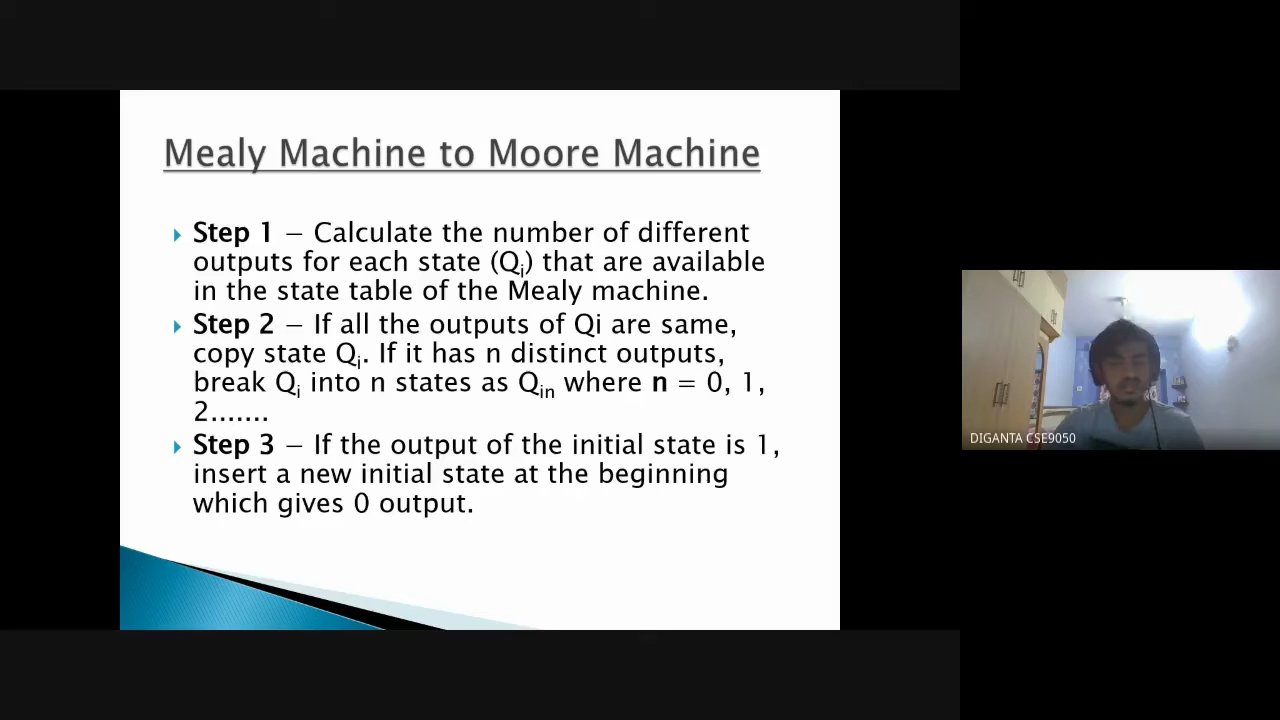 Mealy Machine to Moore Machine
Step 1 − Calculate the number of different
outputs for each state (Qi) that are available
in the state table of the Mealy machine.
Step 2 − If all the outputs of Qi are same,
copy state Qi. If it has n distinct outputs,
break Qi into n states as Qin where n = 0, 1,
2.......
Step 3 − If the output of the initial state is 1,
insert a new initial state at the beginning
which gives 0 output.
DIGANTA CSE9050